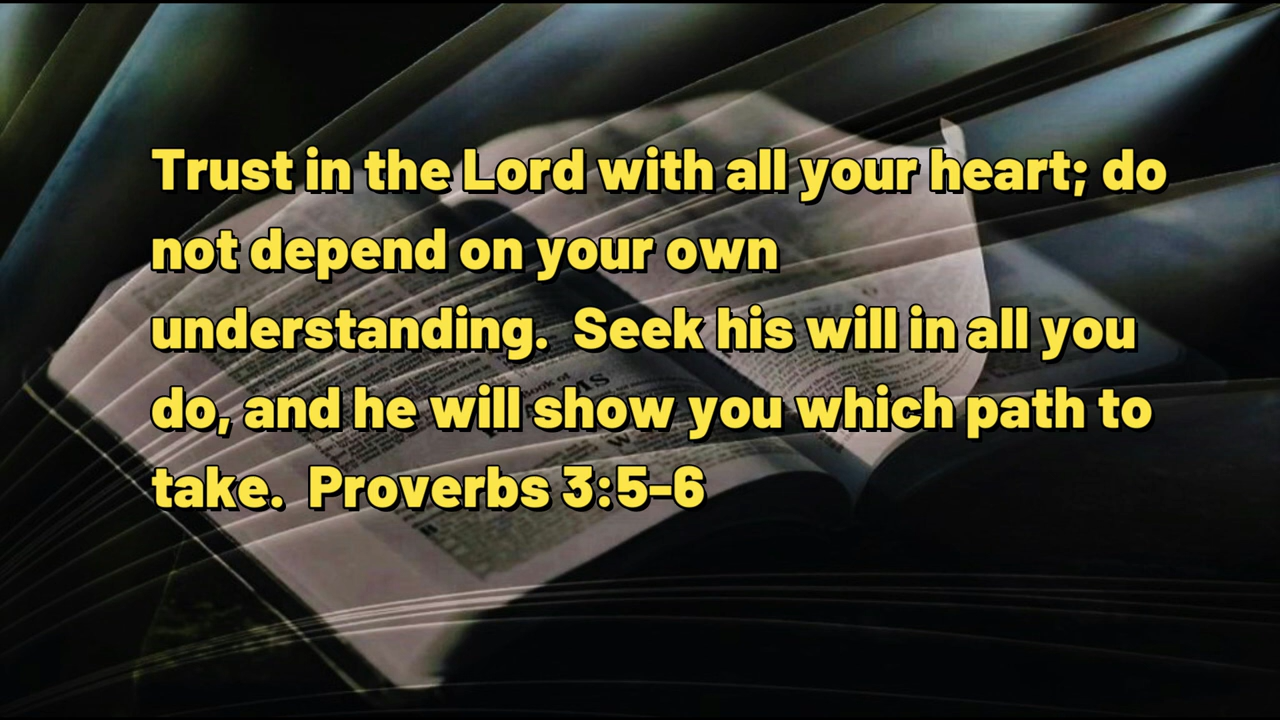 Trust in the Lord with all your heart; do
not depend on your own
understanding.  Seek his will in all you
do, and he will show you which path to
take.  Proverbs 3:5-6